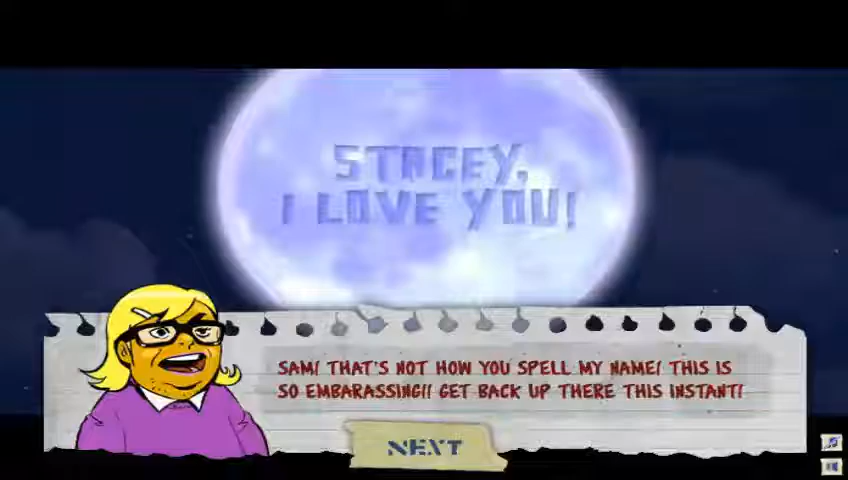 STACEY,
I LOVE YOU!
SAM! THAT'S NOT HOW YOU SPELL MY NAME! THIS IS
SO EMBARASSING!! GET BACK UP THERE THIS INSTANT!
NEXT